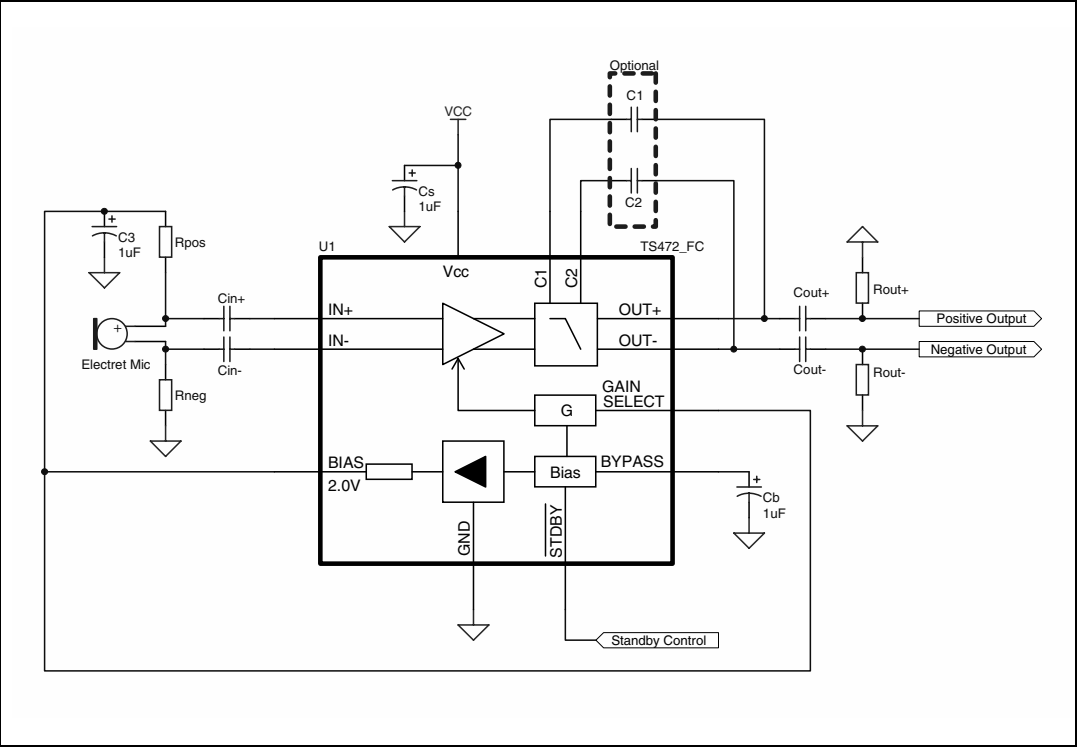 Optional
C1
VCC
+
Cs
1uF
C2
+
C3
1uF
Rpos
U1
TS472_FC
Vcc
C1
C2
Cin+
IN+
OUT+
Cout+
Rout+
Positive Output
+
Electret Mic
IN-
OUT-
Negative Output
Cin-
Cout-
Rout-
Rneg
GAIN
SELECT
G
BIAS
2.0V
Bias
BYPASS
+
Cb
1uF
GND
STDBY
Standby Control